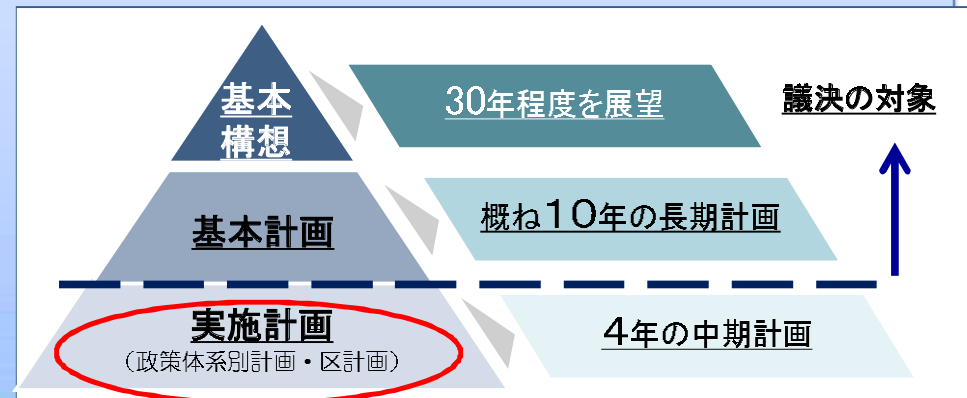 基本
構想
30年程度を展望
議決の対象
基本計画
概ね10年の長期計画
実施計画
（政策体系別計画・区計画）
4年の中期計画